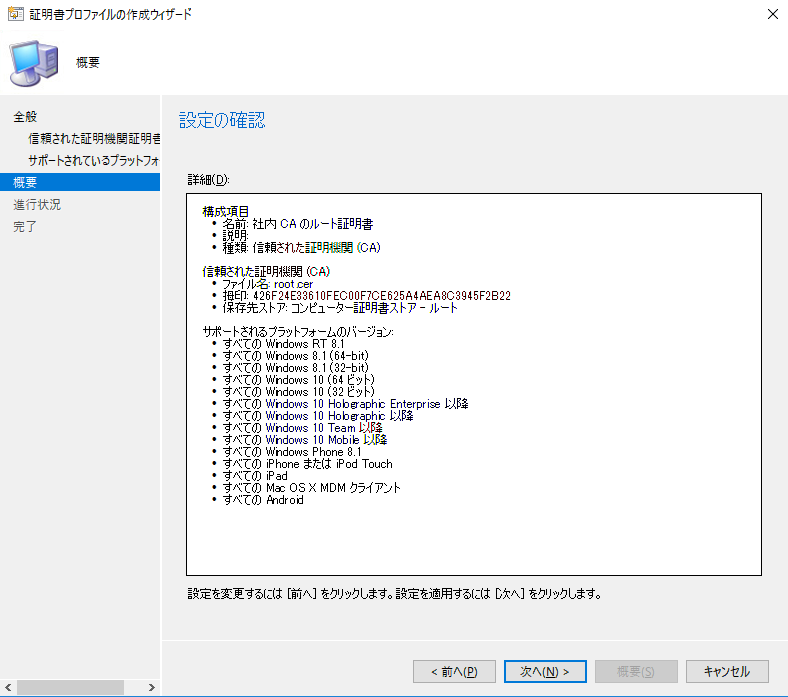 証明書プロファイルの作成ウィザード
概要
全般
信頼された証明機関証明書
サポートされているプラットフォ
概要
進行状況
完了
設定の確認
詳細(D):
構成項目
• 名前: 社内 CA のルート証明書
• 説明:
• 種類: 信頼された証明機関 (CA)
信頼された証明機関 (CA)
• ファイル名: root.cer
• 拇印: 426F24E33610FEC00F7CE625A4AEA8C3945F2B22
• 保存先ストア: コンピューター証明書ストア - ルート
サポートされるプラットフォームのバージョン:
• すべての Windows RT 8.1
• すべての Windows 8.1 (64-bit)
• すべての Windows 8.1 (32-bit)
• すべての Windows 10 (64 ビット)
• すべての Windows 10 (32 ビット)
• すべての Windows 10 Holographic Enterprise 以降
• すべての Windows 10 Holographic 以降
• すべての Windows 10 Team 以降
• すべての Windows 10 Mobile 以降
• すべての Windows Phone 8.1
• すべての iPhone または iPod Touch
• すべての iPad
• すべての Mac OS X MDM クライアント
• すべての Android
設定を変更するには [前へ] をクリックします。設定を適用するには [次へ] をクリックします。
< 前へ(P)
次へ(N) >
概要(S)
キャンセル